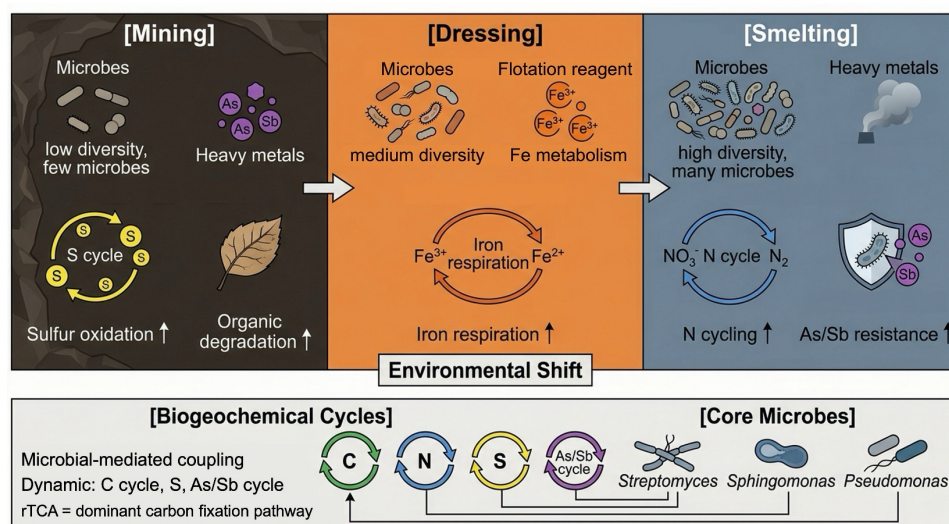 [Mining]
Microbes
low diversity,
few microbes
As
As
Sb
Heavy metals
S
S
S
S
S
S cycle
Sulfur oxidation ↑
Organic
degradation ↑
[Dressing]
Microbes
medium diversity
Flotation reagent
Fe³⁺
Fe³⁺
Fe³⁺
Fe metabolism
Fe³⁺ Iron respiration Fe²⁺
Iron respiration ↑
[Smelting]
Microbes
high diversity,
many microbes
Heavy metals
NO₃⁻ N cycle N₂
N cycling ↑
As
Sb
As/Sb resistance ↑
Environmental Shift
[Biogeochemical Cycles]
Microbial-mediated coupling
Dynamic: C cycle, S, As/Sb cycle
rTCA = dominant carbon fixation pathway
C
N
S
As/Sb
cycle
[Core Microbes]
Streptomyces
Sphingomonas
Pseudomonas